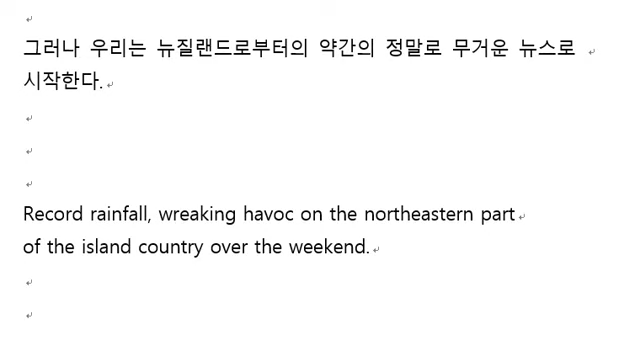 그러나 우리는 뉴질랜드로부터의 약간의 정말로 무거운 뉴스로
시작한다.
Record rainfall, wreaking havoc on the northeastern part
of the island country over the weekend.